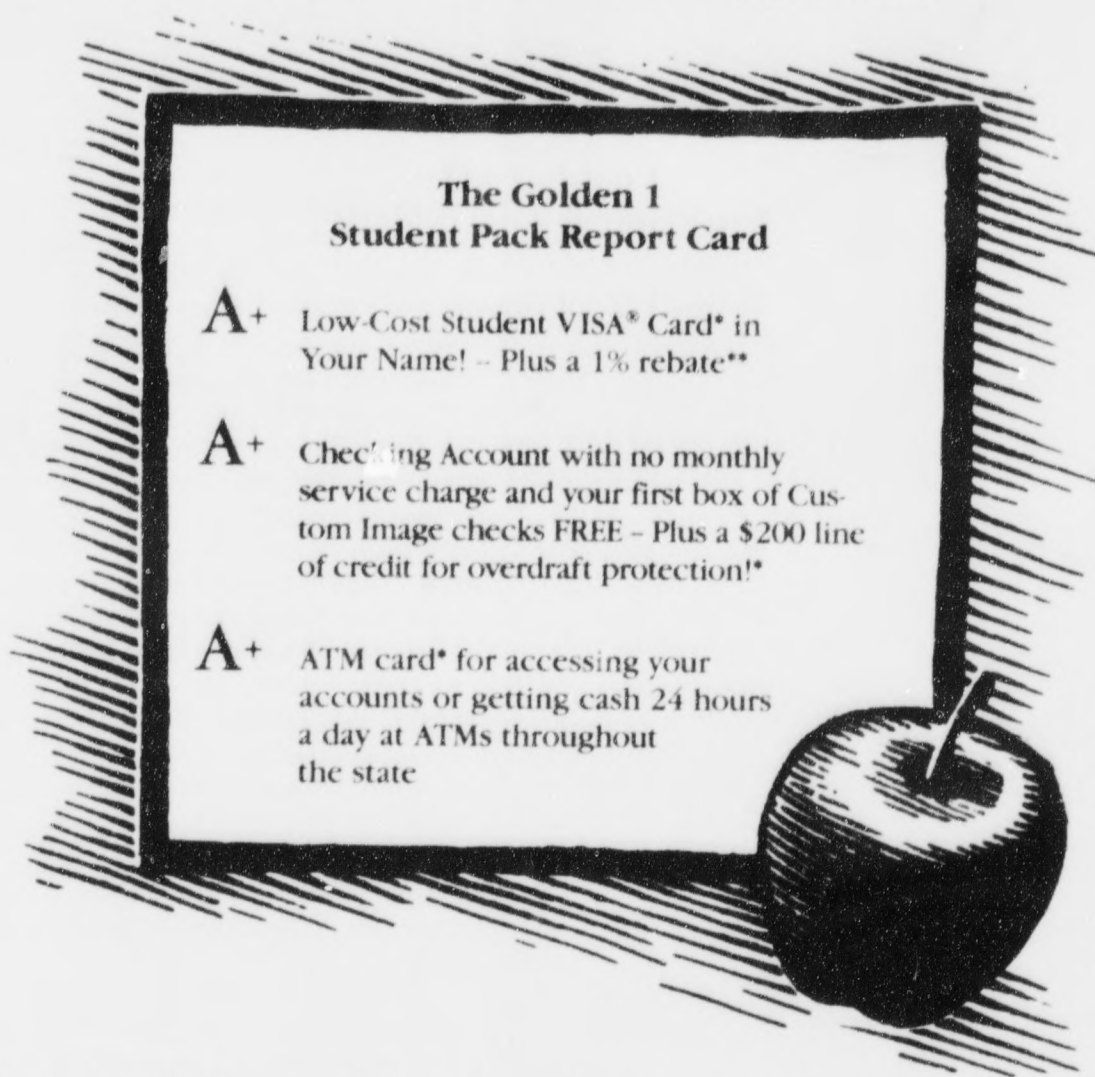 The Golden 1
Student Pack Report Card
A+ Low-Cost Student VISA® Card* in
Your Name! – Plus a 1% rebate**
A+ Checking Account with no monthly
service charge and your first box of Cus-
tom Image checks FREE – Plus a $200 line
of credit for overdraft protection!*
A+ ATM card* for accessing your
accounts or getting cash 24 hours
a day at ATMs throughout
the state